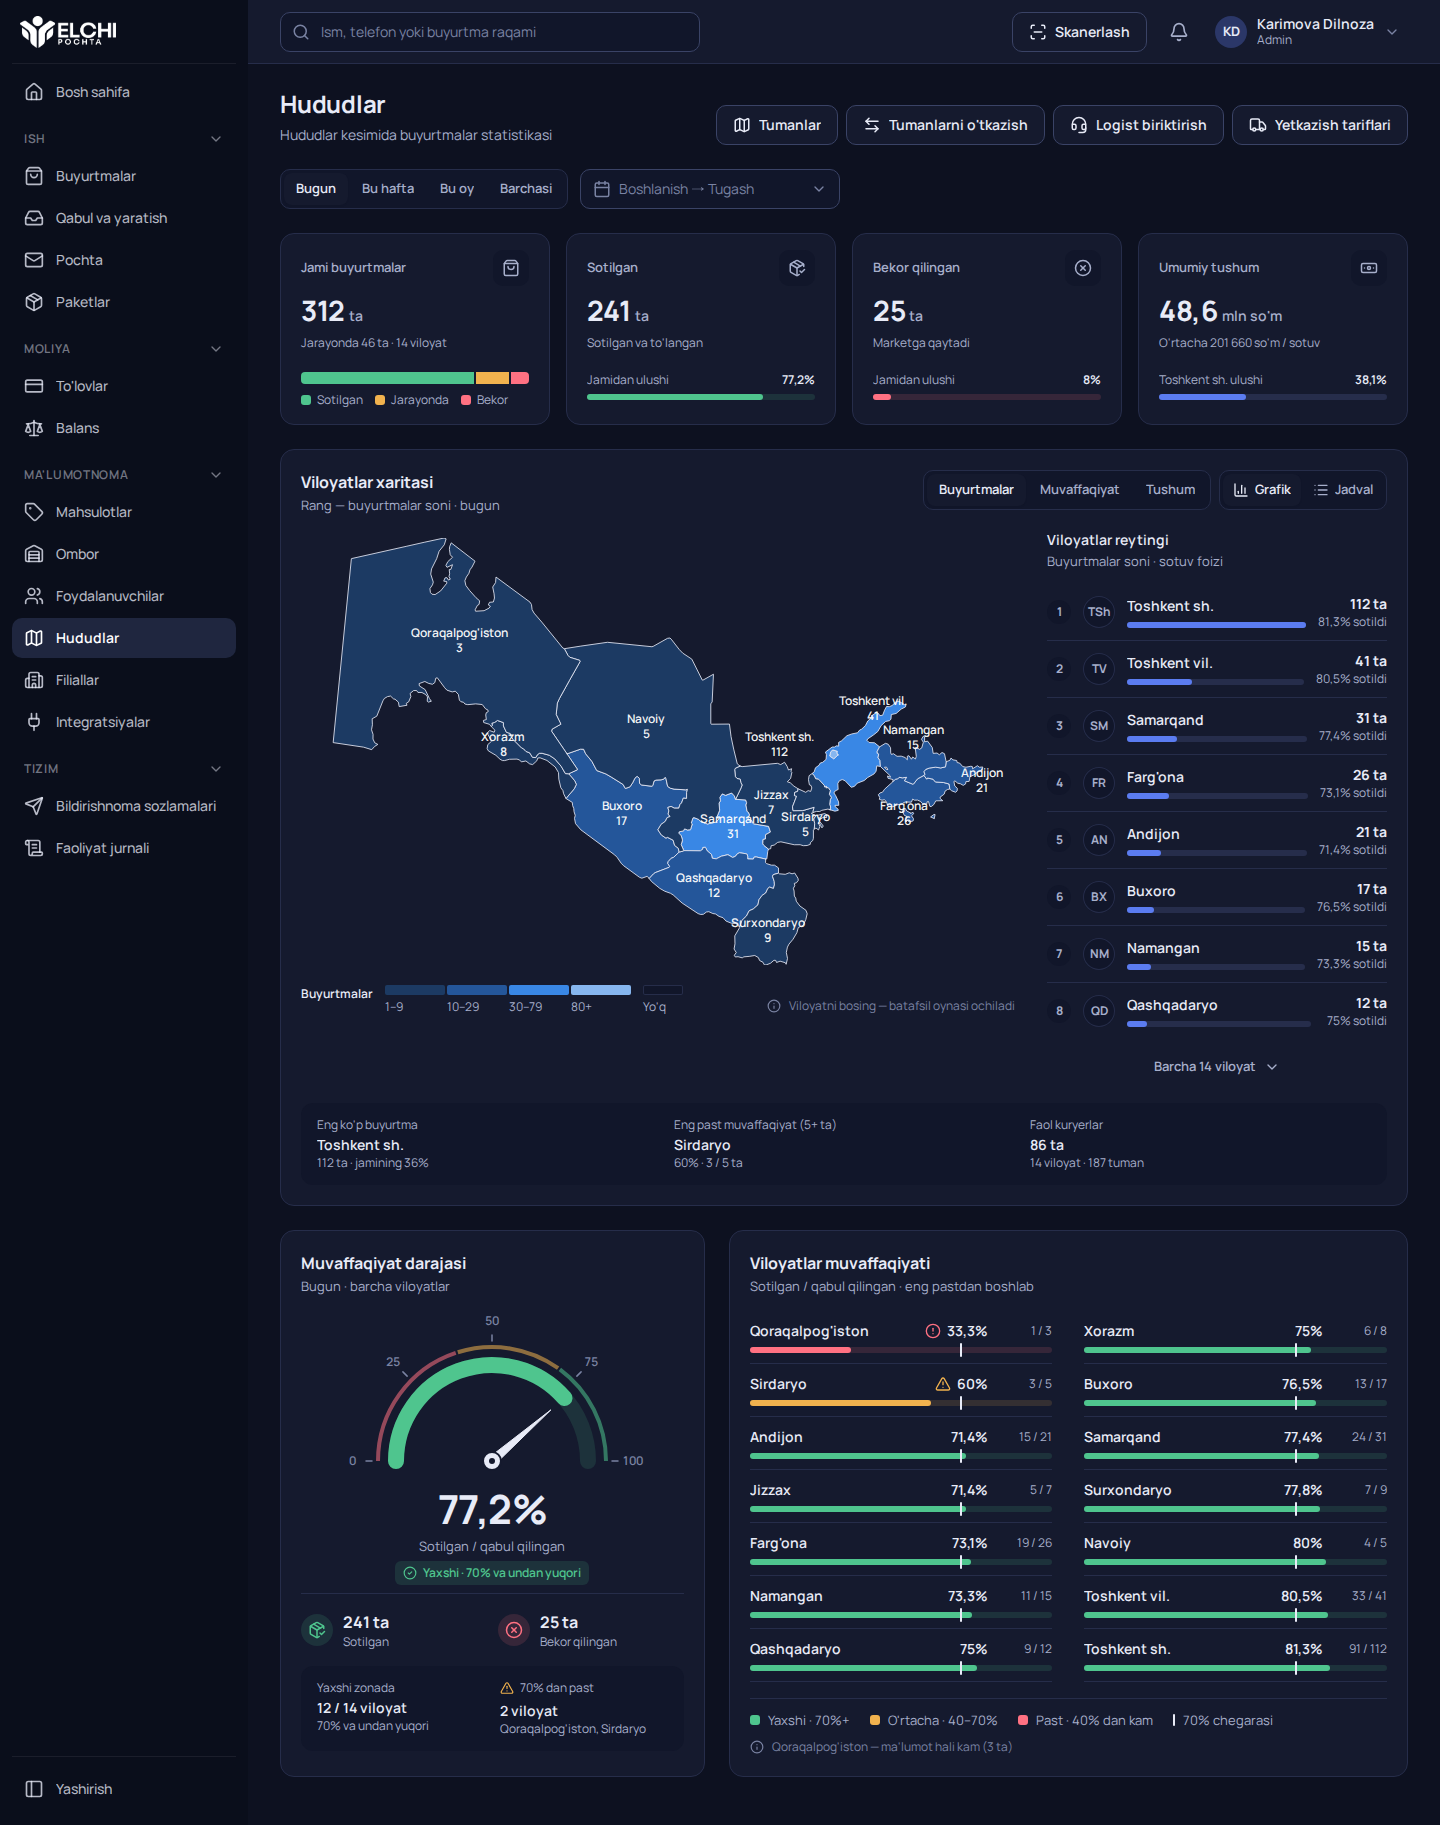 ELCHI
POCHTA
Ism, telefon yoki buyurtma raqami
Skanerlash
KD
Karimova Dilnoza
Admin
Bosh sahifa
ISH
Buyurtmalar
Qabul va yaratish
Pochta
Paketlar
MOLIYA
To'lovlar
Balans
MA'LUMOTNOMA
Mahsulotlar
Ombor
Foydalanuvchilar
Hududlar
Filiallar
Integratsiyalar
TIZIM
Bildirishnoma sozlamalari
Faoliyat jurnali
Yashirish
Hududlar
Hududlar kesimida buyurtmalar statistikasi
Tumanlar
Tumanlarni o'tkazish
Logist biriktirish
Yetkazish tariflari
Bugun
Bu hafta
Bu oy
Barchasi
Boshlanish → Tugash
Jami buyurtmalar
312 ta
Jarayonda 46 ta · 14 viloyat
Sotilgan
Jarayonda
Bekor
Sotilgan
241 ta
Sotilgan va to'langan
Jamidan ulushi
77,2%
Bekor qilingan
25 ta
Marketga qaytadi
Jamidan ulushi
8%
Umumiy tushum
48,6 mln so'm
O'rtacha 201 660 so'm / sotuv
Toshkent sh. ulushi
38,1%
Viloyatlar xaritasi
Rang — buyurtmalar soni · bugun
Buyurtmalar
Muvaffaqiyat
Tushum
Grafik
Jadval
Qoraqalpog'iston
3
Xorazm
8
Navoiy
5
Buxoro
17
Samarqand
31
Qashqadaryo
12
Surxondaryo
9
Jizzax
7
Sirdaryo
5
Toshkent sh.
112
Toshkent vil.
41
Namangan
15
Andijon
21
Farg'ona
26
Buyurtmalar
1–9
10–29
30–79
80+
Yo'q
Viloyatni bosing — batafsil oynasi ochiladi
Viloyatlar reytingi
Buyurtmalar soni · sotuv foizi
1 TSh Toshkent sh. 112 ta
81,3% sotildi
2 TV Toshkent vil. 41 ta
80,5% sotildi
3 SM Samarqand 31 ta
77,4% sotildi
4 FR Farg'ona 26 ta
73,1% sotildi
5 AN Andijon 21 ta
71,4% sotildi
6 BX Buxoro 17 ta
76,5% sotildi
7 NM Namangan 15 ta
73,3% sotildi
8 QD Qashqadaryo 12 ta
75% sotildi
Barcha 14 viloyat
Eng ko'p buyurtma
Toshkent sh.
112 ta · jamining 36%
Eng past muvaffaqiyat (5+ ta)
Sirdaryo
60% · 3 / 5 ta
Faol kuryerlar
86 ta
14 viloyat · 187 tuman
Muvaffaqiyat darajasi
Bugun · barcha viloyatlar
0
25
50
75
100
77,2%
Sotilgan / qabul qilingan
Yaxshi · 70% va undan yuqori
241 ta
Sotilgan
25 ta
Bekor qilingan
Yaxshi zonada
12 / 14 viloyat
70% va undan yuqori
70% dan past
2 viloyat
Qoraqalpog'iston, Sirdaryo
Viloyatlar muvaffaqiyati
Sotilgan / qabul qilingan · eng pastdan boshlab
Qoraqalpog'iston 33,3% 1 / 3
Sirdaryo 60% 3 / 5
Andijon 71,4% 15 / 21
Jizzax 71,4% 5 / 7
Farg'ona 73,1% 19 / 26
Namangan 73,3% 11 / 15
Qashqadaryo 75% 9 / 12
Xorazm 75% 6 / 8
Buxoro 76,5% 13 / 17
Samarqand 77,4% 24 / 31
Surxondaryo 77,8% 7 / 9
Navoiy 80% 4 / 5
Toshkent vil. 80,5% 33 / 41
Toshkent sh. 81,3% 91 / 112
Yaxshi · 70%+
O'rtacha · 40–70%
Past · 40% dan kam
70% chegarasi
Qoraqalpog'iston — ma'lumot hali kam (3 ta)